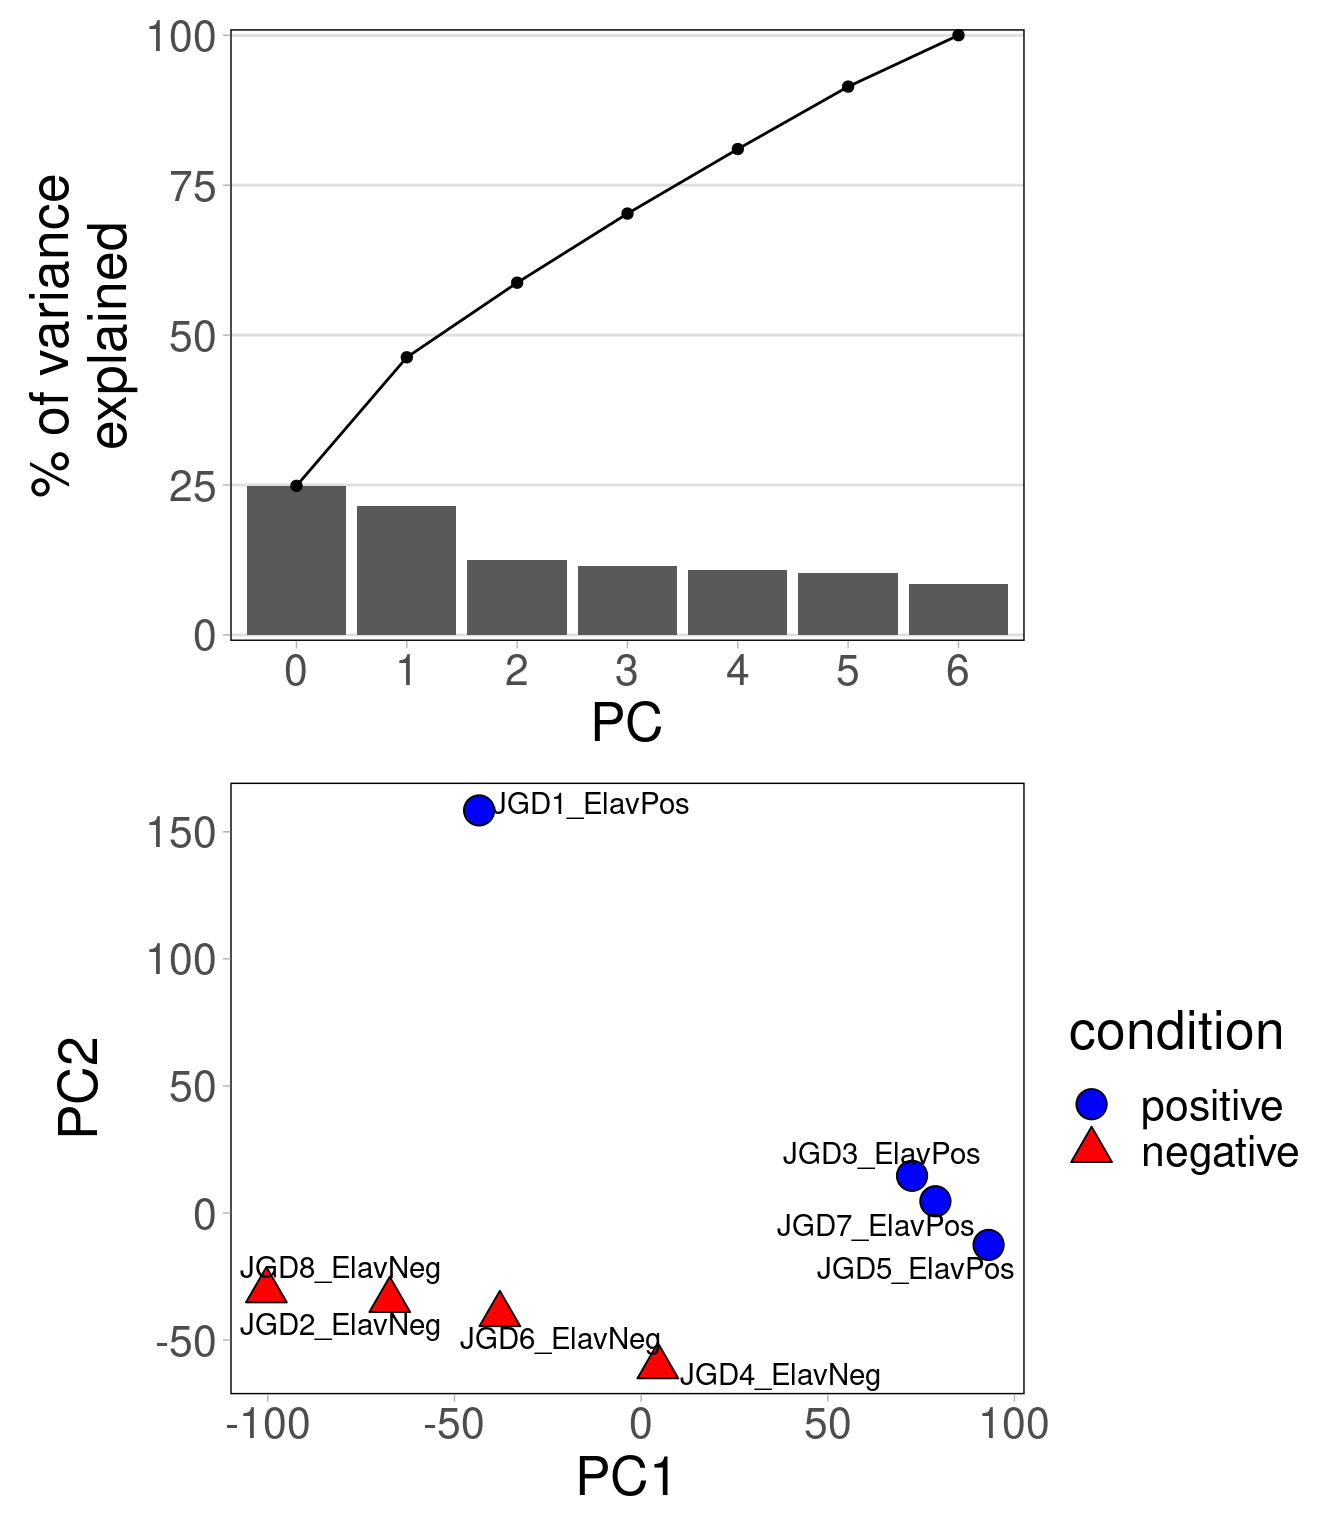 100
75
50
25
0
% of variance
explained
0 1 2 3 4 5 6
PC
JGD1_ElavPos
150
100
50
0
-50
PC2
JGD3_ElavPos
JGD7_ElavPos
JGD5_ElavPos
JGD8_ElavNeg
JGD2_ElavNeg
JGD6_ElavNeg
JGD4_ElavNeg
-100 -50 0 50 100
PC1
condition
positive
negative